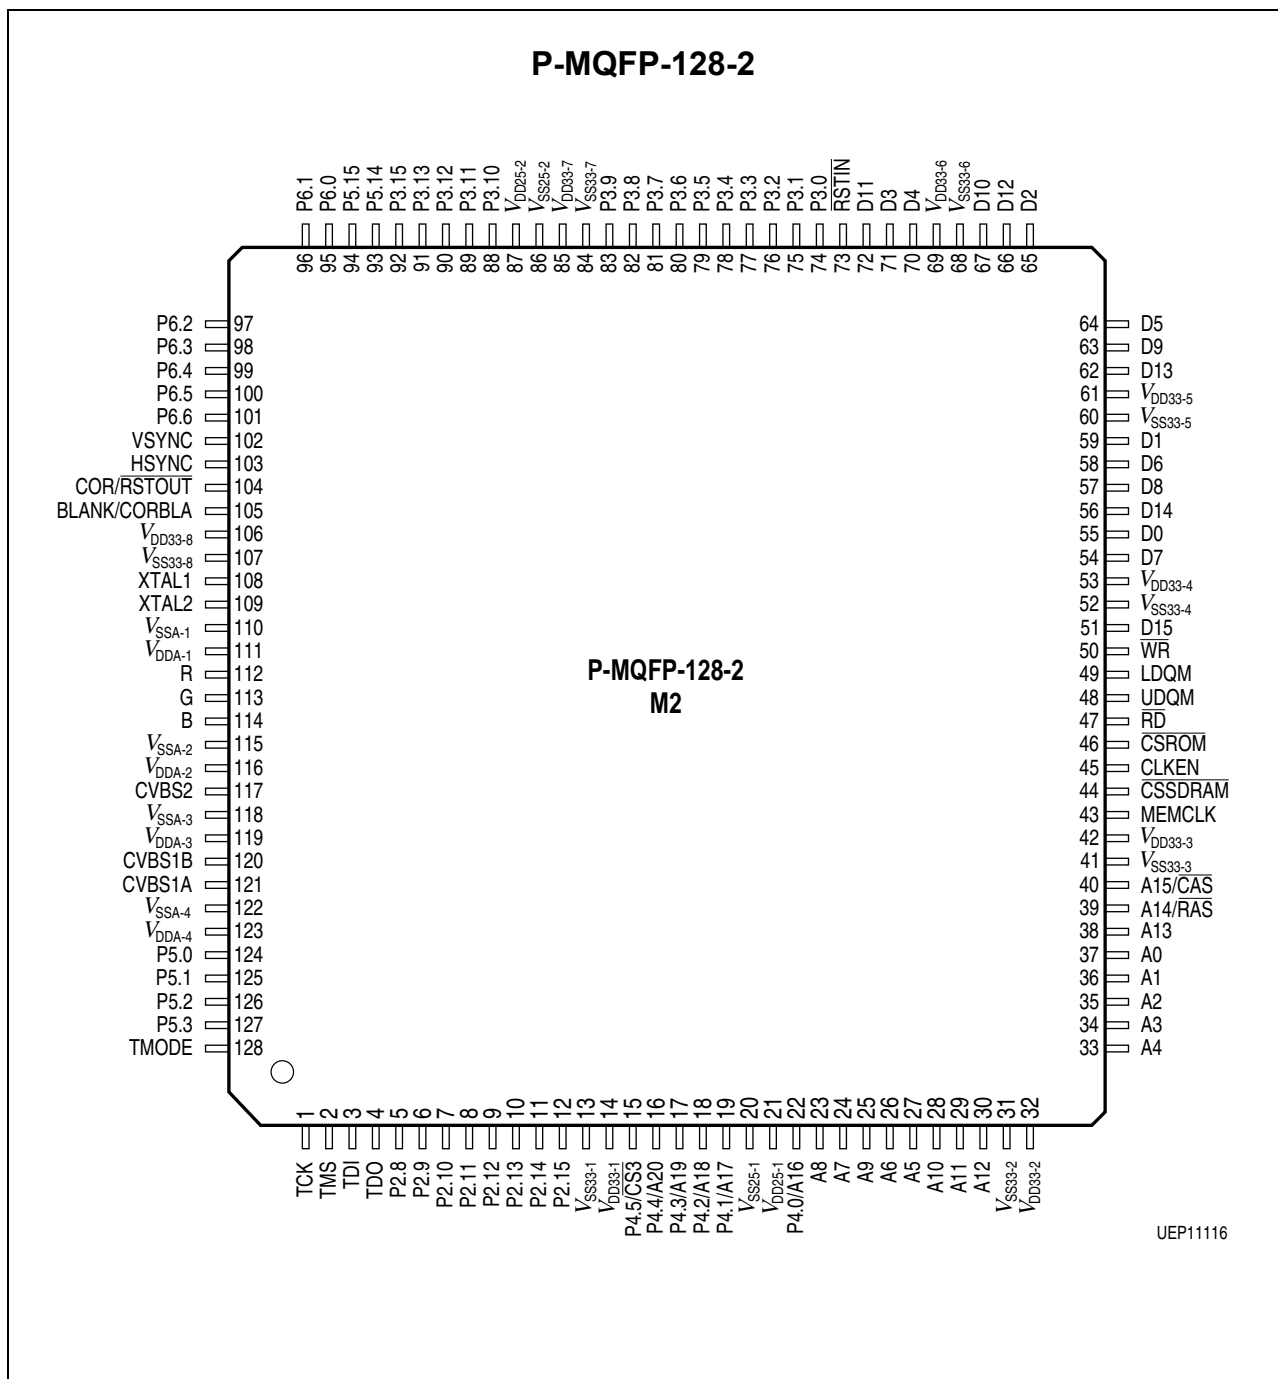 P-MQFP-128-2
P6.1 P6.0 P5.15 P5.14 P3.15 P3.13 P3.12 P3.11 P3.10 VDD25-2 VSS25-2 VDD33-7 VSS33-7 P3.9 P3.8 P3.7 P3.6 P3.5 P3.4 P3.3 P3.2 P3.1 P3.0 RSTIN D11 D3 D4 VDD33-6 VSS33-6 D10 D12 D2
96 95 94 93 92 91 90 89 88 87 86 85 84 83 82 81 80 79 78 77 76 75 74 73 72 71 70 69 68 67 66 65
P6.2 97 64 D5
P6.3 98 63 D9
P6.4 99 62 D13
P6.5 100 61 VDD33-5
P6.6 101 60 VSS33-5
VSYNC 102 59 D1
HSYNC 103 58 D6
COR/RSTOUT 104 57 D8
BLANK/CORBLA 105 56 D14
VDD33-8 106 55 D0
VSS33-8 107 54 D7
XTAL1 108 53 VDD33-4
XTAL2 109 52 VSS33-4
VSSA-1 110 51 D15
VDDA-1 111 50 WR
R 112 P-MQFP-128-2 49 LDQM
G 113 M2 48 UDQM
B 114 47 RD
VSSA-2 115 46 CSROM
VDDA-2 116 45 CLKEN
CVBS2 117 44 CSSDRAM
VSSA-3 118 43 MEMCLK
VDDA-3 119 42 VDD33-3
CVBS1B 120 41 VSS33-3
CVBS1A 121 40 A15/CAS
VSSA-4 122 39 A14/RAS
VDDA-4 123 38 A13
P5.0 124 37 A0
P5.1 125 36 A1
P5.2 126 35 A2
P5.3 127 34 A3
TMODE 128 33 A4
1 2 3 4 5 6 7 8 9 10 11 12 13 14 15 16 17 18 19 20 21 22 23 24 25 26 27 28 29 30 31 32
TCK TMS TDI TDO P2.8 P2.9 P2.10 P2.11 P2.12 P2.13 P2.14 P2.15 VSS33-1 VDD33-1 P4.5/CS3 P4.4/A20 P4.3/A19 P4.2/A18 P4.1/A17 VSS25-1 VDD25-1 P4.0/A16 A8 A7 A9 A6 A5 A10 A11 A12 VSS33-2 VDD33-2
UEP11116